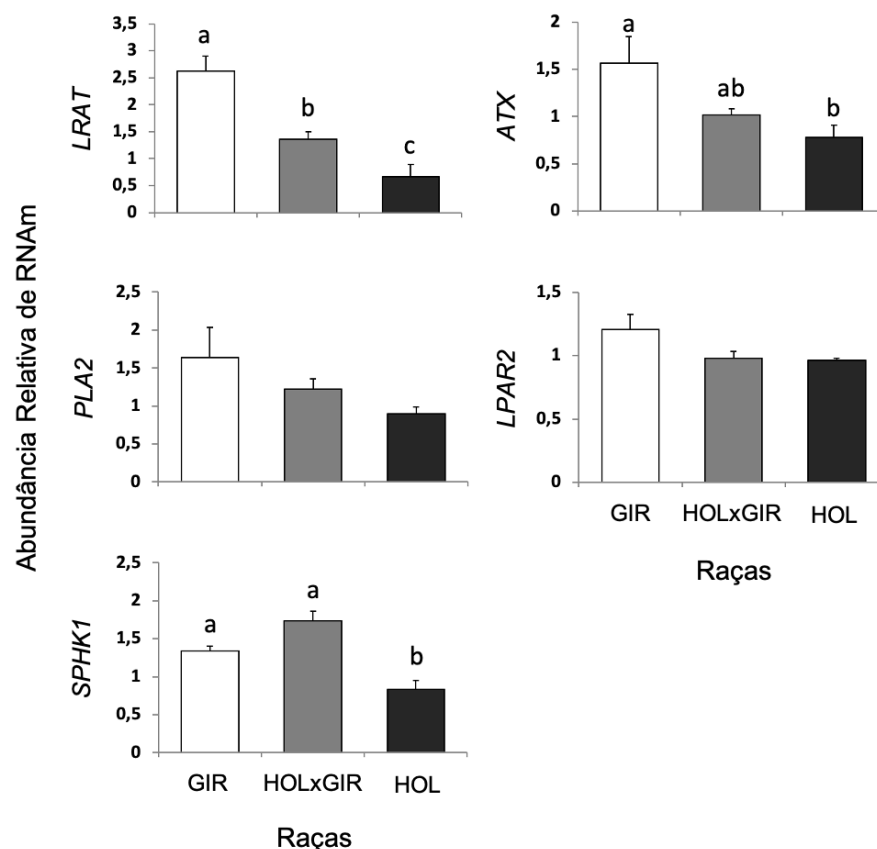 Abundância Relativa de RNAm
LRAT
3,5
3
2,5
2
1,5
1
0,5
0
a
b
c
ATX
2
1,5
1
0,5
0
a
ab
b
PLA2
2,5
2
1,5
1
0,5
0
LPAR2
1,5
1
0,5
0
GIR HOLxGIR HOL
Raças
SPHK1
2,5
2
1,5
1
0,5
0
a
a
b
GIR HOLxGIR HOL
Raças